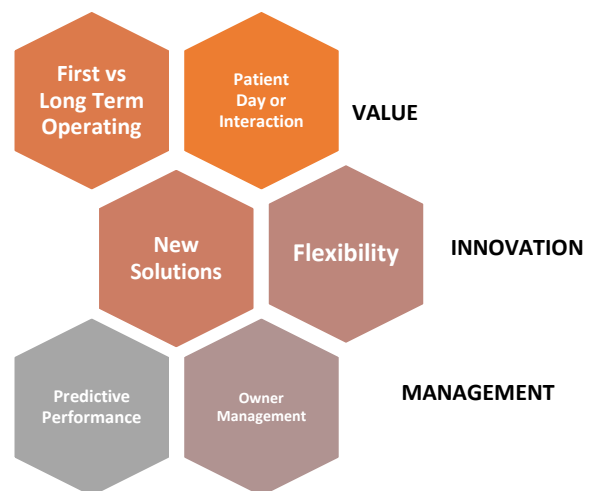 First vs
Long Term
Operating
Patient
Day or
Interaction
VALUE
New
Solutions
Flexibility
INNOVATION
Predictive
Performance
Owner
Management
MANAGEMENT